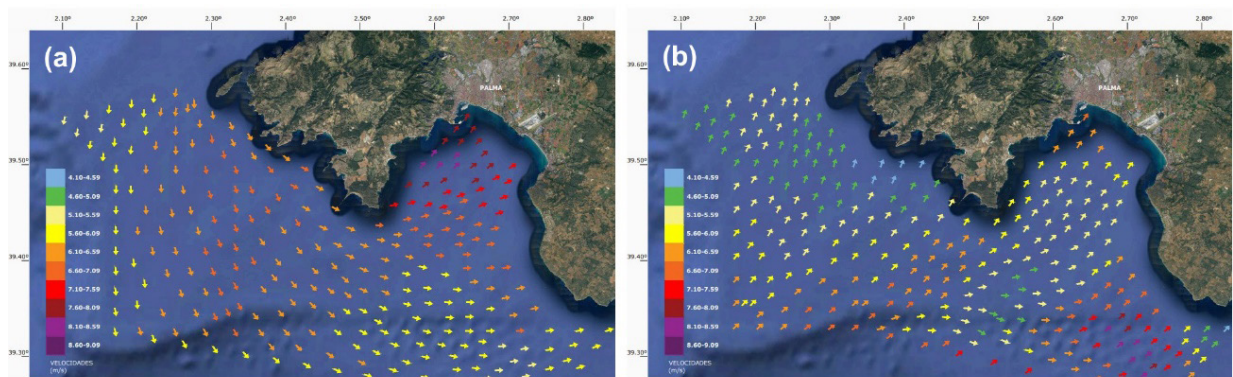 2.10º 2.20º 2.30º 2.40º 2.50º 2.60º 2.70º 2.80º
(a)
39.60º
PALMA
39.50º
4.10-4.59
4.60-5.09
5.10-5.59
5.60-6.09
6.10-6.59
6.60-7.09
7.10-7.59
7.60-8.09
8.10-8.59
8.60-9.09
39.40º
39.30º
VELOCIDADES
(m/s)
2.10º 2.20º 2.30º 2.40º 2.50º 2.60º 2.70º 2.80º
(b)
39.60º
PALMA
39.50º
4.10-4.59
4.60-5.09
5.10-5.59
5.60-6.09
6.10-6.59
6.60-7.09
7.10-7.59
7.60-8.09
8.10-8.59
8.60-9.09
39.40º
39.30º
VELOCIDADES
(m/s)